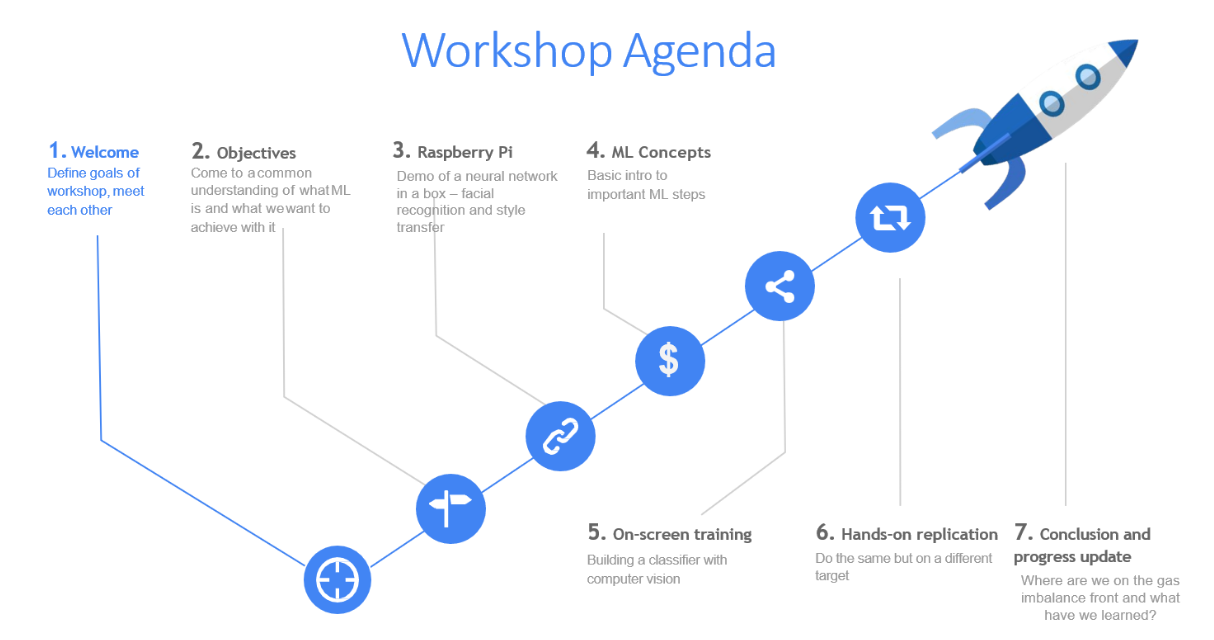 Workshop Agenda
1. Welcome
Define goals of
workshop, meet
each other
2. Objectives
Come to a common
understanding of what ML
is and what we want to
achieve with it
3. Raspberry Pi
Demo of a neural network
in a box – facial
recognition and style
transfer
4. ML Concepts
Basic intro to
important ML steps
$
5. On-screen training
Building a classifier with
computer vision
6. Hands-on replication
Do the same but on a different
target
7. Conclusion and
progress update
Where are we on the gas
imbalance front and what
have we learned?